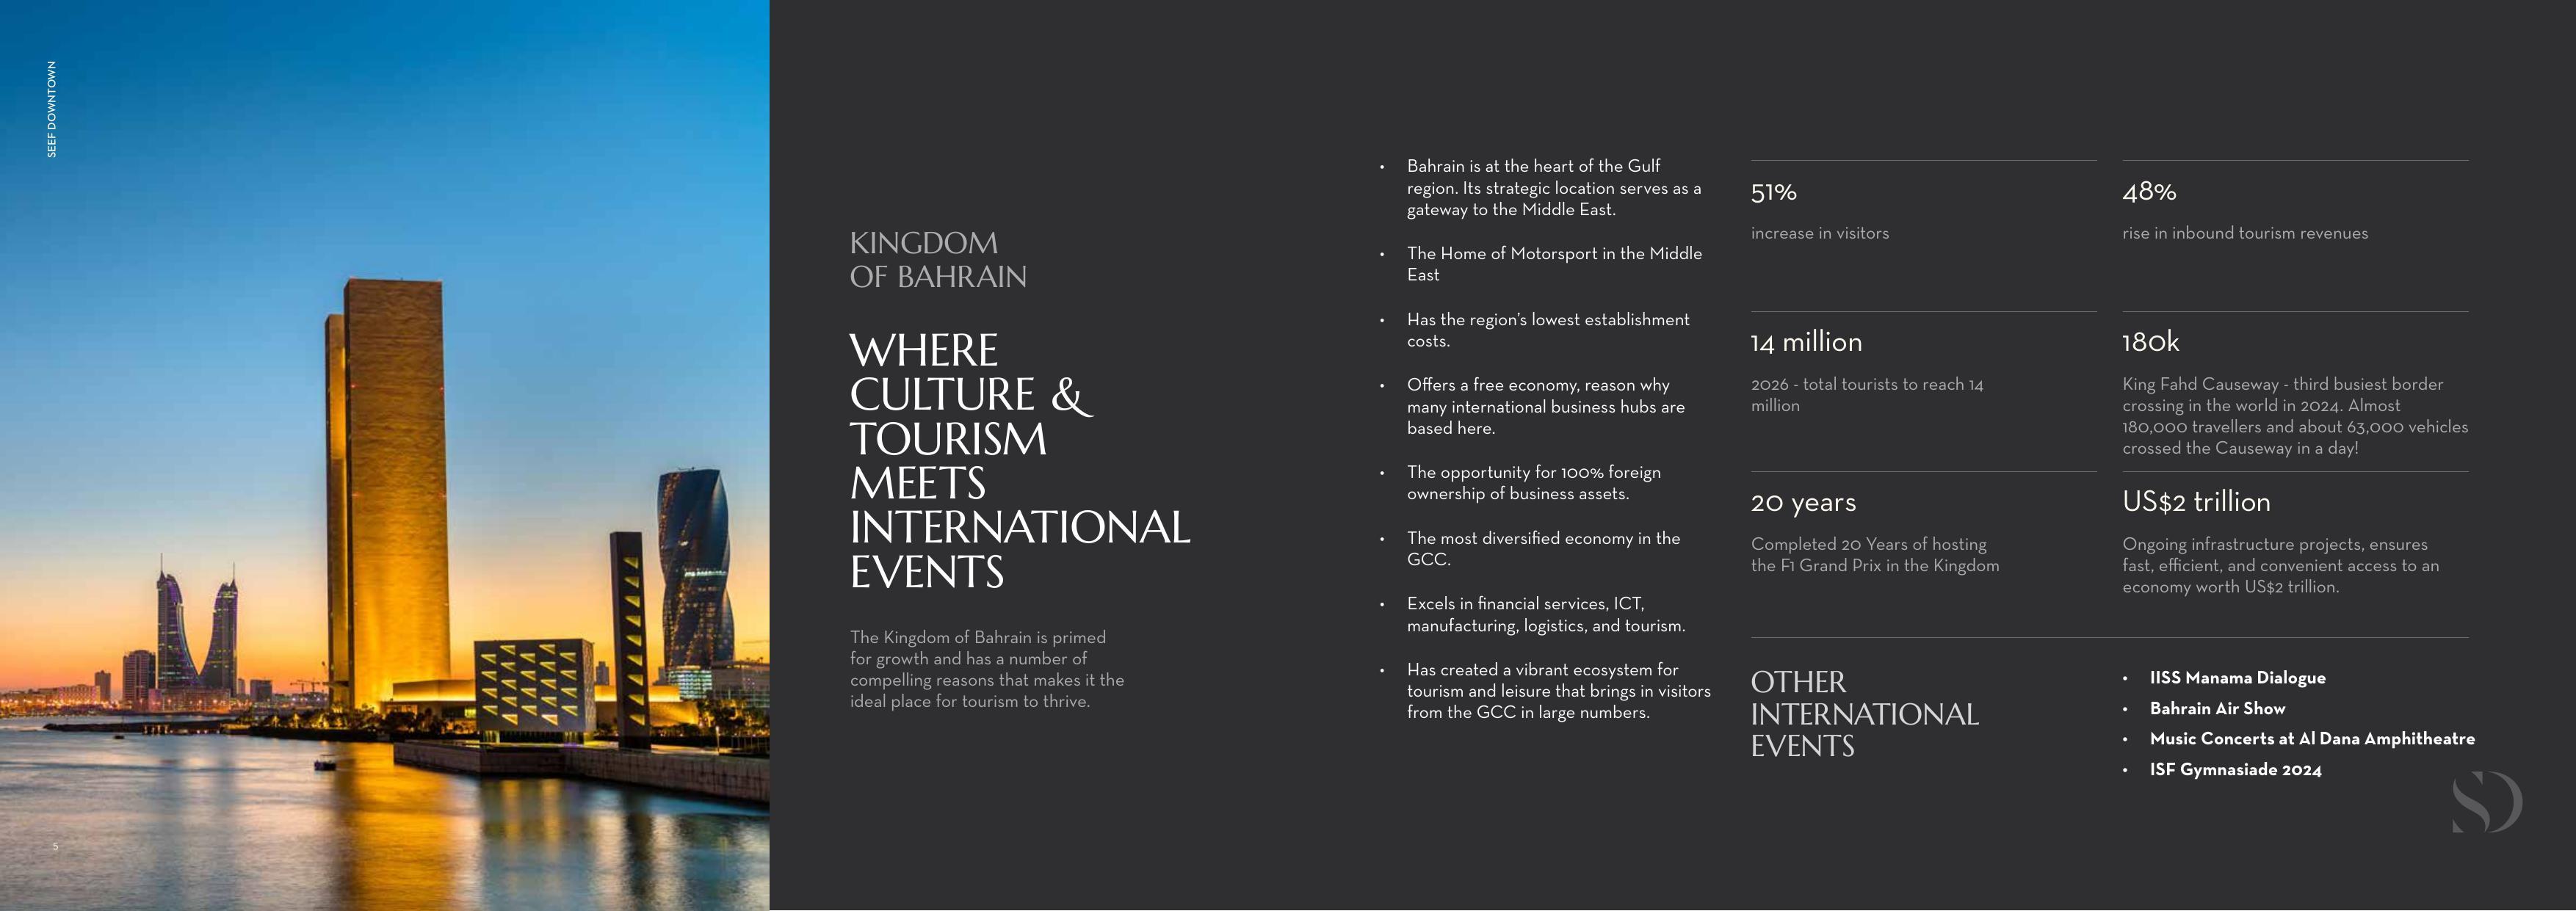 SEEF DOWNTOWN
KINGDOM
OF BAHRAIN
WHERE
CULTURE &
TOURISM
MEETS
INTERNATIONAL
EVENTS
The Kingdom of Bahrain is primed
for growth and has a number of
compelling reasons that makes it the
ideal place for tourism to thrive.
• Bahrain is at the heart of the Gulf
region. Its strategic location serves as a
gateway to the Middle East.
• The Home of Motorsport in the Middle
East
• Has the region's lowest establishment
costs.
• Offers a free economy, reason why
many international business hubs are
based here.
• The opportunity for 100% foreign
ownership of business assets.
• The most diversified economy in the
GCC.
• Excels in financial services, ICT,
manufacturing, logistics, and tourism.
• Has created a vibrant ecosystem for
tourism and leisure that brings in visitors
from the GCC in large numbers.
51%
increase in visitors
48%
rise in inbound tourism revenues
14 million
2026 - total tourists to reach 14
million
180k
King Fahd Causeway - third busiest border
crossing in the world in 2024. Almost
180,000 travellers and about 63,000 vehicles
crossed the Causeway in a day!
20 years
Completed 20 Years of hosting
the F1 Grand Prix in the Kingdom
US$2 trillion
Ongoing infrastructure projects, ensures
fast, efficient, and convenient access to an
economy worth US$2 trillion.
OTHER
INTERNATIONAL
EVENTS
• IISS Manama Dialogue
• Bahrain Air Show
• Music Concerts at Al Dana Amphitheatre
• ISF Gymnasiade 2024
SD
5